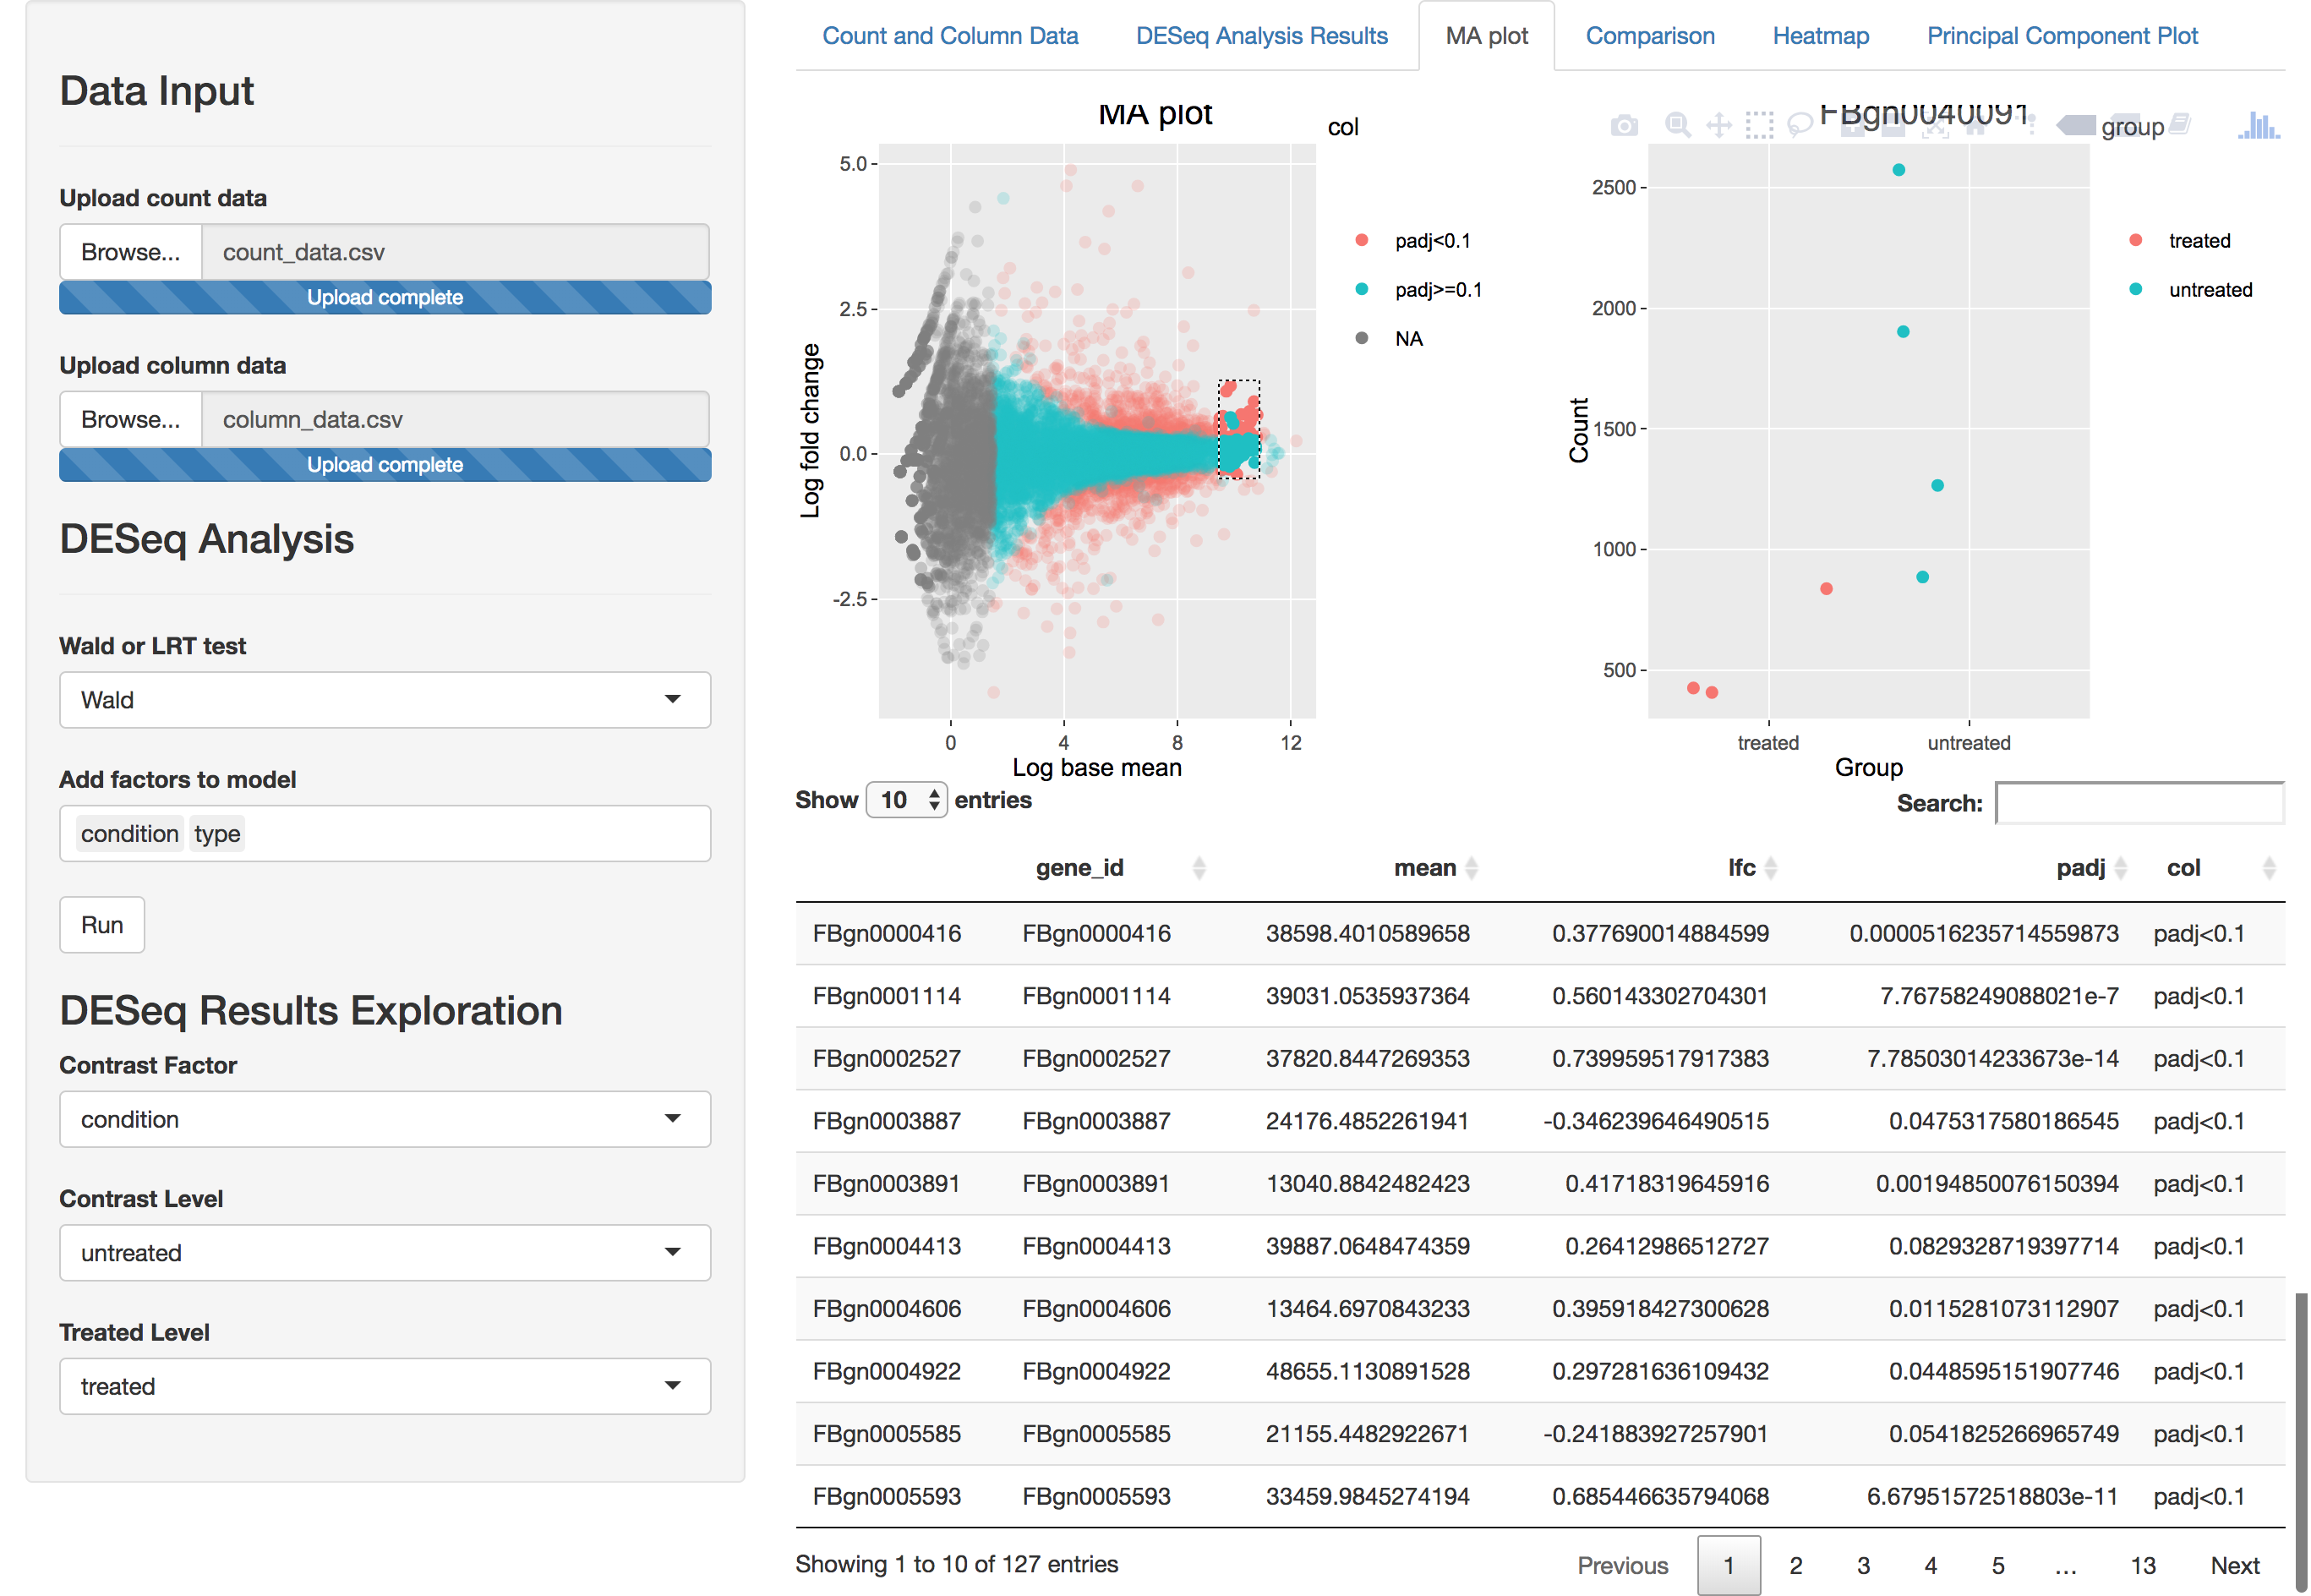 Data Input
Upload count data
Browse... count_data.csv
Upload complete
Upload column data
Browse... column_data.csv
Upload complete
DESeq Analysis
Wald or LRT test
Wald
Add factors to model
condition type
Run
DESeq Results Exploration
Contrast Factor
condition
Contrast Level
untreated
Treated Level
treated
Count and Column Data DESeq Analysis Results MA plot Comparison Heatmap Principal Component Plot
MA plot
col
5.0
2.5
0.0
-2.5
Log fold change
0 4 8 12
Log base mean
padj<0.1
padj>=0.1
NA
FBgn0040091
group
2500
2000
1500
1000
500
Count
treated untreated
Group
treated
untreated
Show 10 entries Search:
gene_id mean lfc padj col
FBgn0000416 FBgn0000416 38598.4010589658 0.377690014884599 0.0000516235714559873 padj<0.1
FBgn0001114 FBgn0001114 39031.0535937364 0.560143302704301 7.76758249088021e-7 padj<0.1
FBgn0002527 FBgn0002527 37820.8447269353 0.739959517917383 7.78503014233673e-14 padj<0.1
FBgn0003887 FBgn0003887 24176.4852261941 -0.346239646490515 0.0475317580186545 padj<0.1
FBgn0003891 FBgn0003891 13040.8842482423 0.41718319645916 0.00194850076150394 padj<0.1
FBgn0004413 FBgn0004413 39887.0648474359 0.26412986512727 0.0829328719397714 padj<0.1
FBgn0004606 FBgn0004606 13464.6970843233 0.395918427300628 0.0115281073112907 padj<0.1
FBgn0004922 FBgn0004922 48655.1130891528 0.297281636109432 0.0448595151907746 padj<0.1
FBgn0005585 FBgn0005585 21155.4482922671 -0.241883927257901 0.0541825266965749 padj<0.1
FBgn0005593 FBgn0005593 33459.9845274194 0.685446635794068 6.67951572518803e-11 padj<0.1
Showing 1 to 10 of 127 entries Previous 1 2 3 4 5 ... 13 Next